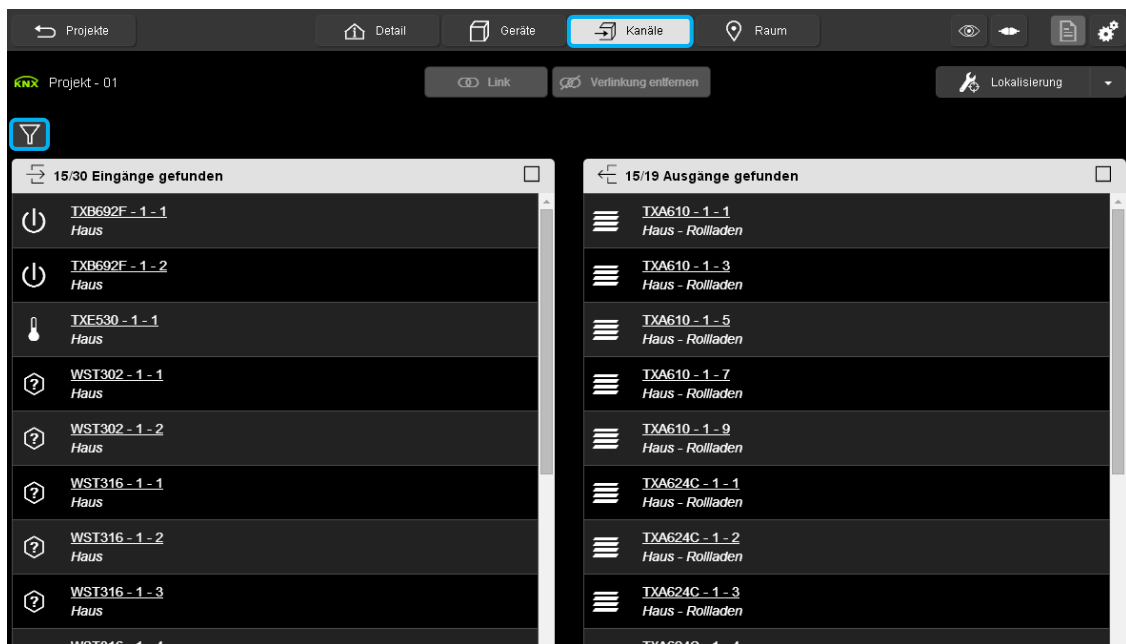 Projekte
Detail
Geräte
Kanäle
Raum
KNX Projekt - 01
Link
Verlinkung entfernen
Lokalisierung
15/30 Eingänge gefunden
TXB692F - 1 - 1
Haus
TXB692F - 1 - 2
Haus
TXE530 - 1 - 1
Haus
WST302 - 1 - 1
Haus
WST302 - 1 - 2
Haus
WST316 - 1 - 1
Haus
WST316 - 1 - 2
Haus
WST316 - 1 - 3
Haus
15/19 Ausgänge gefunden
TXA610 - 1 - 1
Haus - Rollladen
TXA610 - 1 - 3
Haus - Rollladen
TXA610 - 1 - 5
Haus - Rollladen
TXA610 - 1 - 7
Haus - Rollladen
TXA610 - 1 - 9
Haus - Rollladen
TXA624C - 1 - 1
Haus - Rollladen
TXA624C - 1 - 2
Haus - Rollladen
TXA624C - 1 - 3
Haus - Rollladen